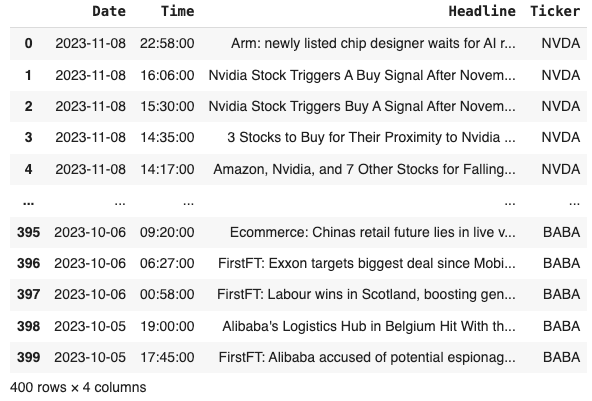 Date Time Headline Ticker
0 2023-11-08 22:58:00 Arm: newly listed chip designer waits for AI r... NVDA
1 2023-11-08 16:06:00 Nvidia Stock Triggers A Buy Signal After Novem... NVDA
2 2023-11-08 15:30:00 Nvidia Stock Triggers Buy A Signal After Novem... NVDA
3 2023-11-08 14:35:00 3 Stocks to Buy for Their Proximity to Nvidia ... NVDA
4 2023-11-08 14:17:00 Amazon, Nvidia, and 7 Other Stocks for Falling... NVDA
... ... ... ... ...
395 2023-10-06 09:20:00 Ecommerce: Chinas retail future lies in live v... BABA
396 2023-10-06 06:27:00 FirstFT: Exxon targets biggest deal since Mobi... BABA
397 2023-10-06 00:58:00 FirstFT: Labour wins in Scotland, boosting gen... BABA
398 2023-10-05 19:00:00 Alibaba's Logistics Hub in Belgium Hit With th... BABA
399 2023-10-05 17:45:00 FirstFT: Alibaba accused of potential espionag... BABA
400 rows × 4 columns